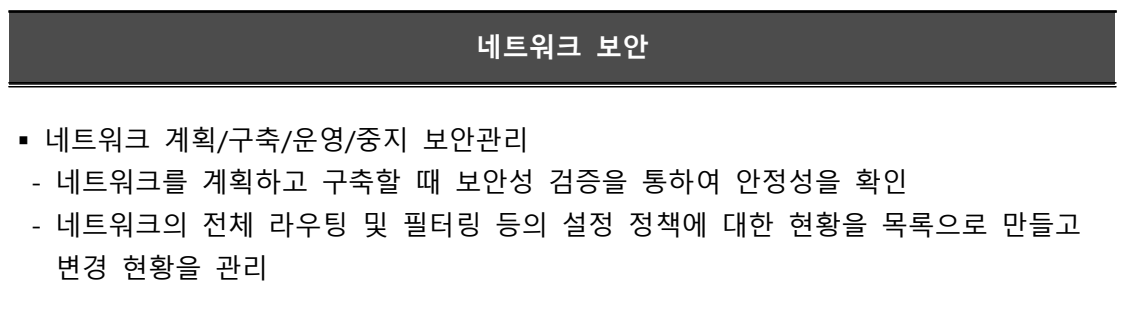 네트워크 보안
▪ 네트워크 계획/구축/운영/중지 보안관리
- 네트워크를 계획하고 구축할 때 보안성 검증을 통하여 안정성을 확인
- 네트워크의 전체 라우팅 및 필터링 등의 설정 정책에 대한 현황을 목록으로 만들고
변경 현황을 관리